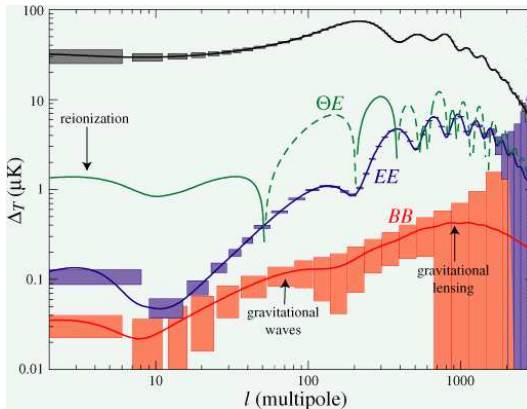 100
10
1
0.1
0.01
Δ_T (μK)
reionization
ΘE
EE
BB
gravitational
waves
gravitational
lensing
10
100
1000
l (multipole)